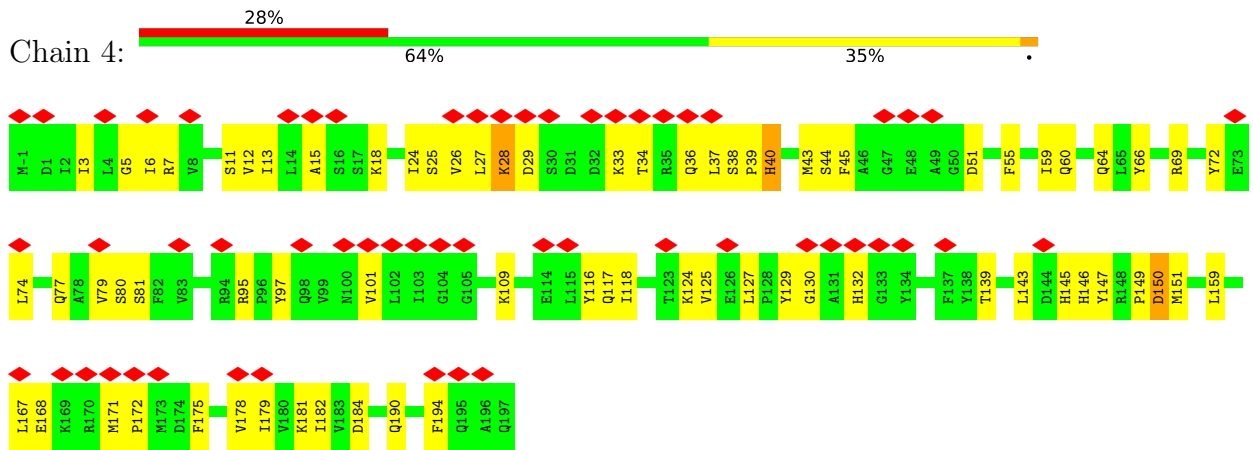 28%
Chain 4:
64% 35% .
M-1 D1 I2 I3 L4 G5 I6 R7 V8 S11 V12 I13 L14 A15 S16 S17 K18 I24 S25 V26 L27 K28 D29 S30 D31 D32 K33 T34 R35 Q36 L37 S38 P39 H40 M43 S44 F45 A46 G47 E48 A49 G50 D51 F55 I59 Q60 Q64 L65 Y66 R69 Y72 E73
L74 Q77 A78 V79 S80 S81 F82 V83 R94 R95 P96 Y97 Q98 V99 N100 V101 L102 I103 G104 G105 K109 E114 L115 Y116 Q117 I118 T123 K124 V125 E126 L127 P128 Y129 G130 A131 H132 G133 Y134 F137 Y138 T139 L143 D144 H145 H146 Y147 R148 P149 D150 M151 L159
L167 E168 K169 R170 M171 P172 M173 D174 F175 V178 I179 V180 K181 I182 V183 D184 Q190 F194 Q195 A196 Q197